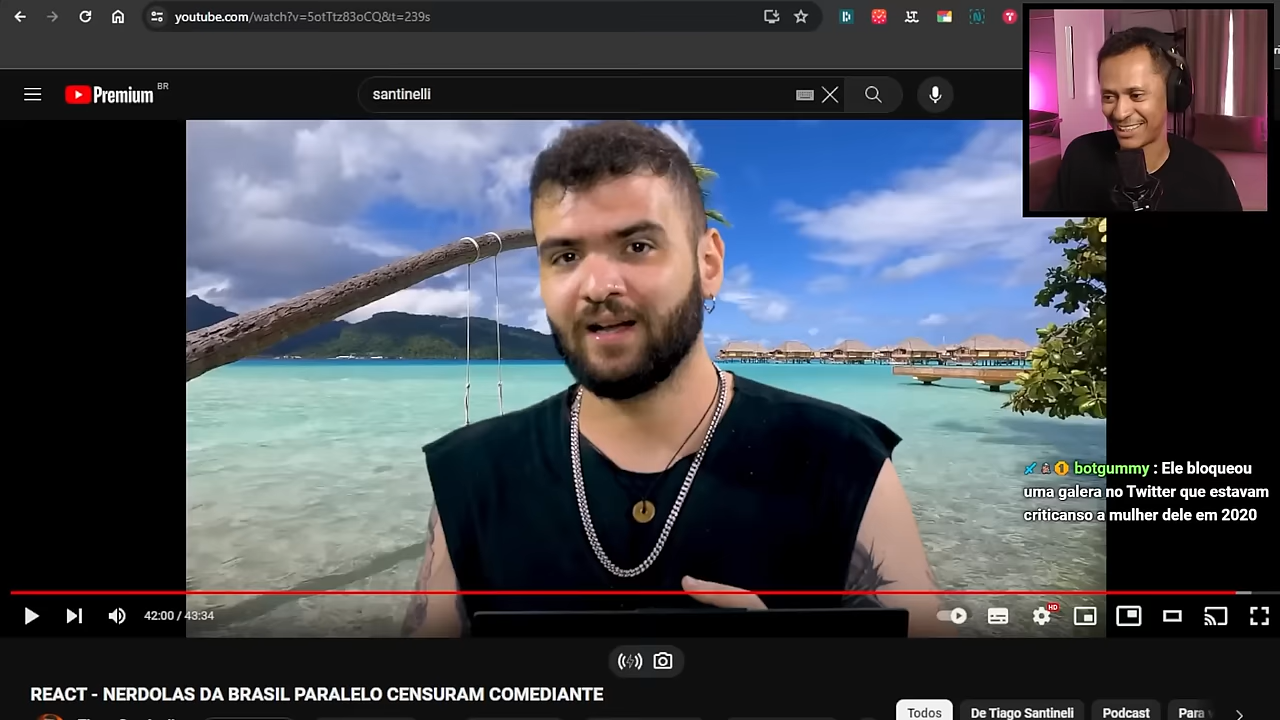 youtube.com/watch?v=5otTtz83oCQ&t=239s
Premium BR
santinelli
botgummy : Ele bloqueou
uma galera no Twitter que estavam
criticanso a mulher dele em 2020
42:00 / 43:34
HD
REACT - NERDOLAS DA BRASIL PARALELO CENSURAM COMEDIANTE
Todos
De Tiago Santineli
Podcast
Para